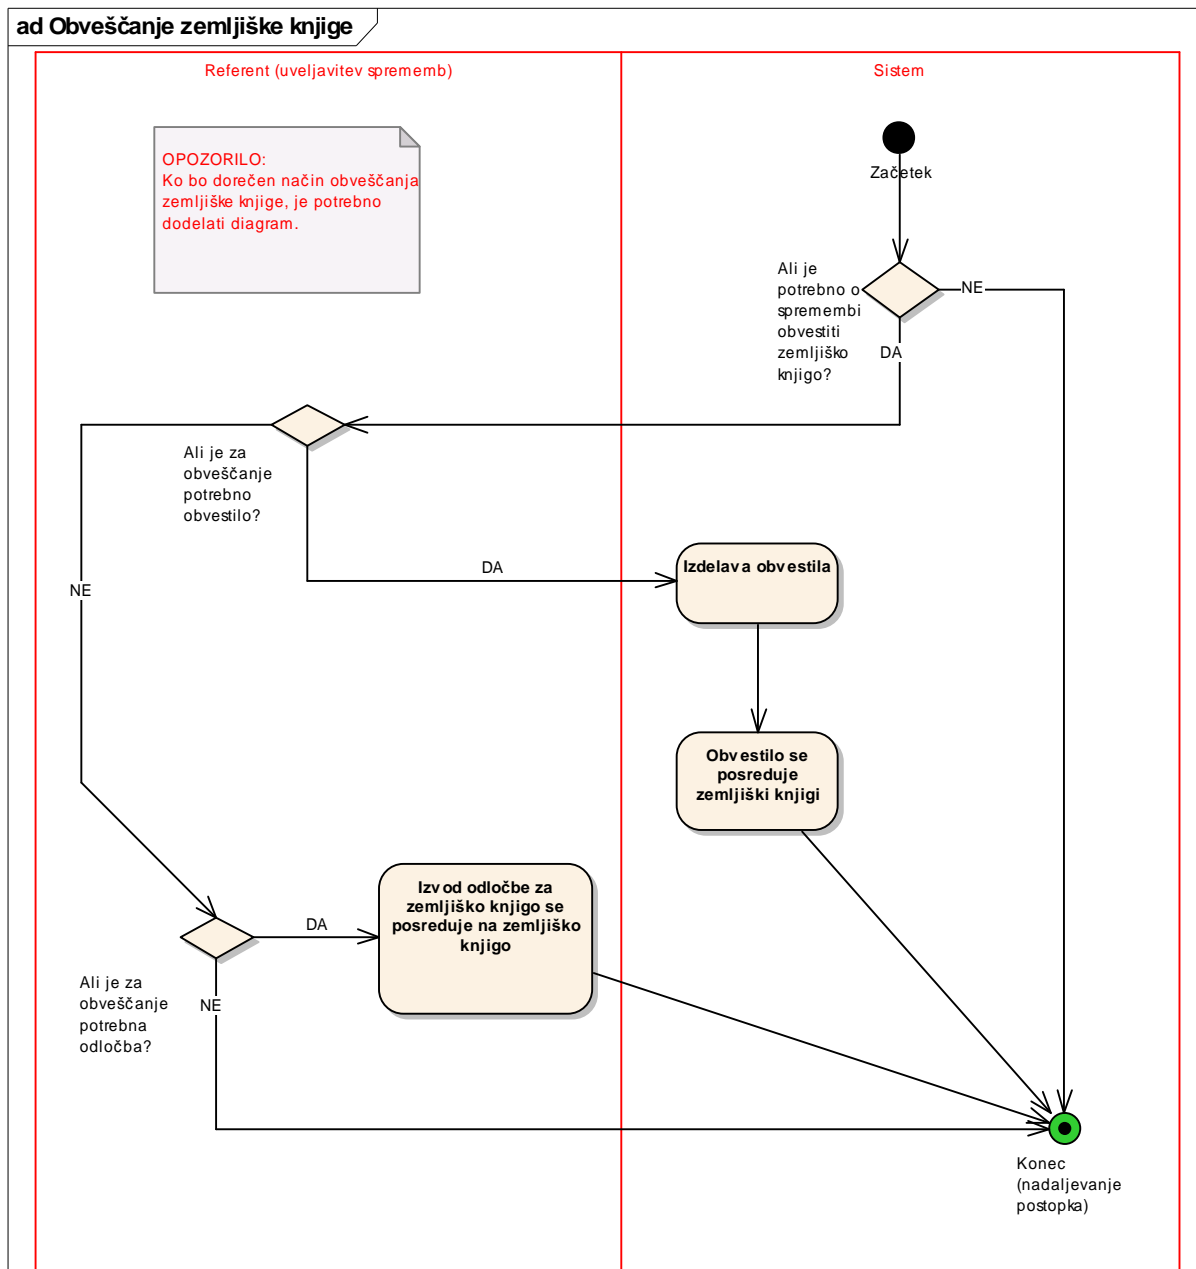 ad Obveščanje zemljiške knjige
Referent (uveljavitev sprememb)
Sistem
OPOZORILO:
Ko bo dorečen način obveščanja
zemljiške knjige, je potrebno
dodelati diagram.
Začetek
Ali je
potrebno o
spremembi
obvestiti
zemljiško
knjigo?
NE
DA
Ali je za
obveščanje
potrebno
obvestilo?
DA
NE
Izdelava obvestila
Obvestilo se
posreduje
zemljiški knjigi
Izvod odločbe za
zemljiško knjigo se
posreduje na zemljiško
knjigo
DA
Ali je za
obveščanje
potrebna
odločba?
NE
Konec
(nadaljevanje
postopka)